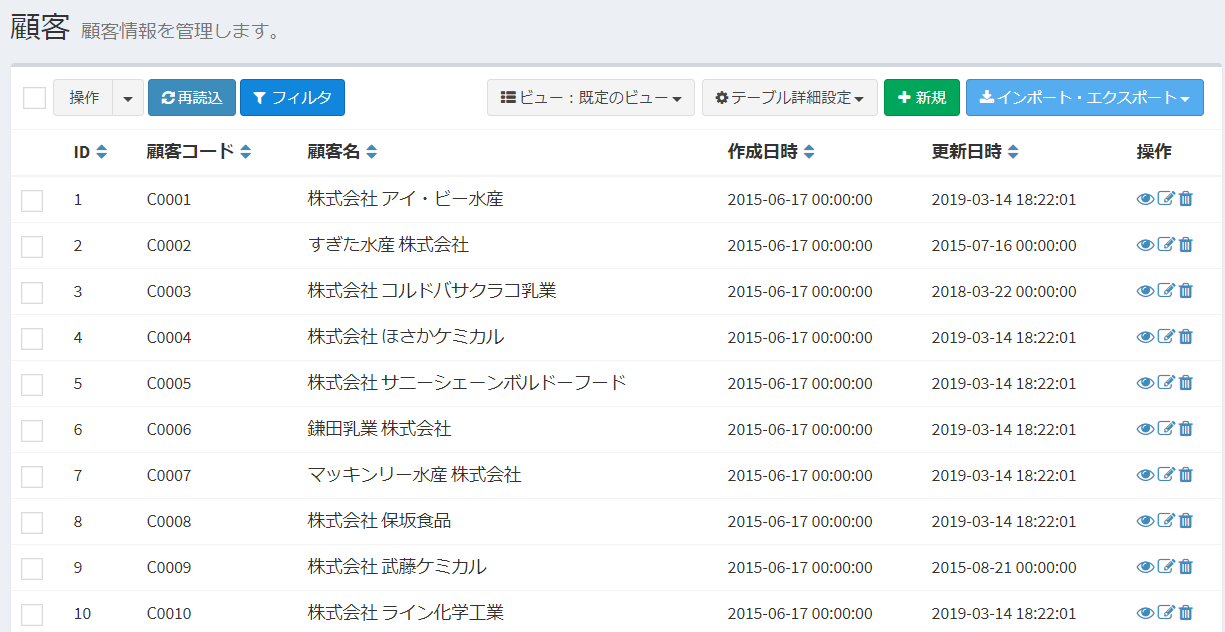 顧客 顧客情報を管理します。
操作 再読込 フィルタ ビュー：既定のビュー テーブル詳細設定 新規 インポート・エクスポート
ID 顧客コード 顧客名 作成日時 更新日時 操作
1 C0001 株式会社 アイ・ビー水産 2015-06-17 00:00:00 2019-03-14 18:22:01
2 C0002 すぎた水産 株式会社 2015-06-17 00:00:00 2015-07-16 00:00:00
3 C0003 株式会社 コルドバサクラコ乳業 2015-06-17 00:00:00 2018-03-22 00:00:00
4 C0004 株式会社 ほさかケミカル 2015-06-17 00:00:00 2019-03-14 18:22:01
5 C0005 株式会社 サニーシェーンボルドーフード 2015-06-17 00:00:00 2019-03-14 18:22:01
6 C0006 鎌田乳業 株式会社 2015-06-17 00:00:00 2019-03-14 18:22:01
7 C0007 マッキンリー水産 株式会社 2015-06-17 00:00:00 2019-03-14 18:22:01
8 C0008 株式会社 保坂食品 2015-06-17 00:00:00 2019-03-14 18:22:01
9 C0009 株式会社 武藤ケミカル 2015-06-17 00:00:00 2015-08-21 00:00:00
10 C0010 株式会社 ライン化学工業 2015-06-17 00:00:00 2019-03-14 18:22:01